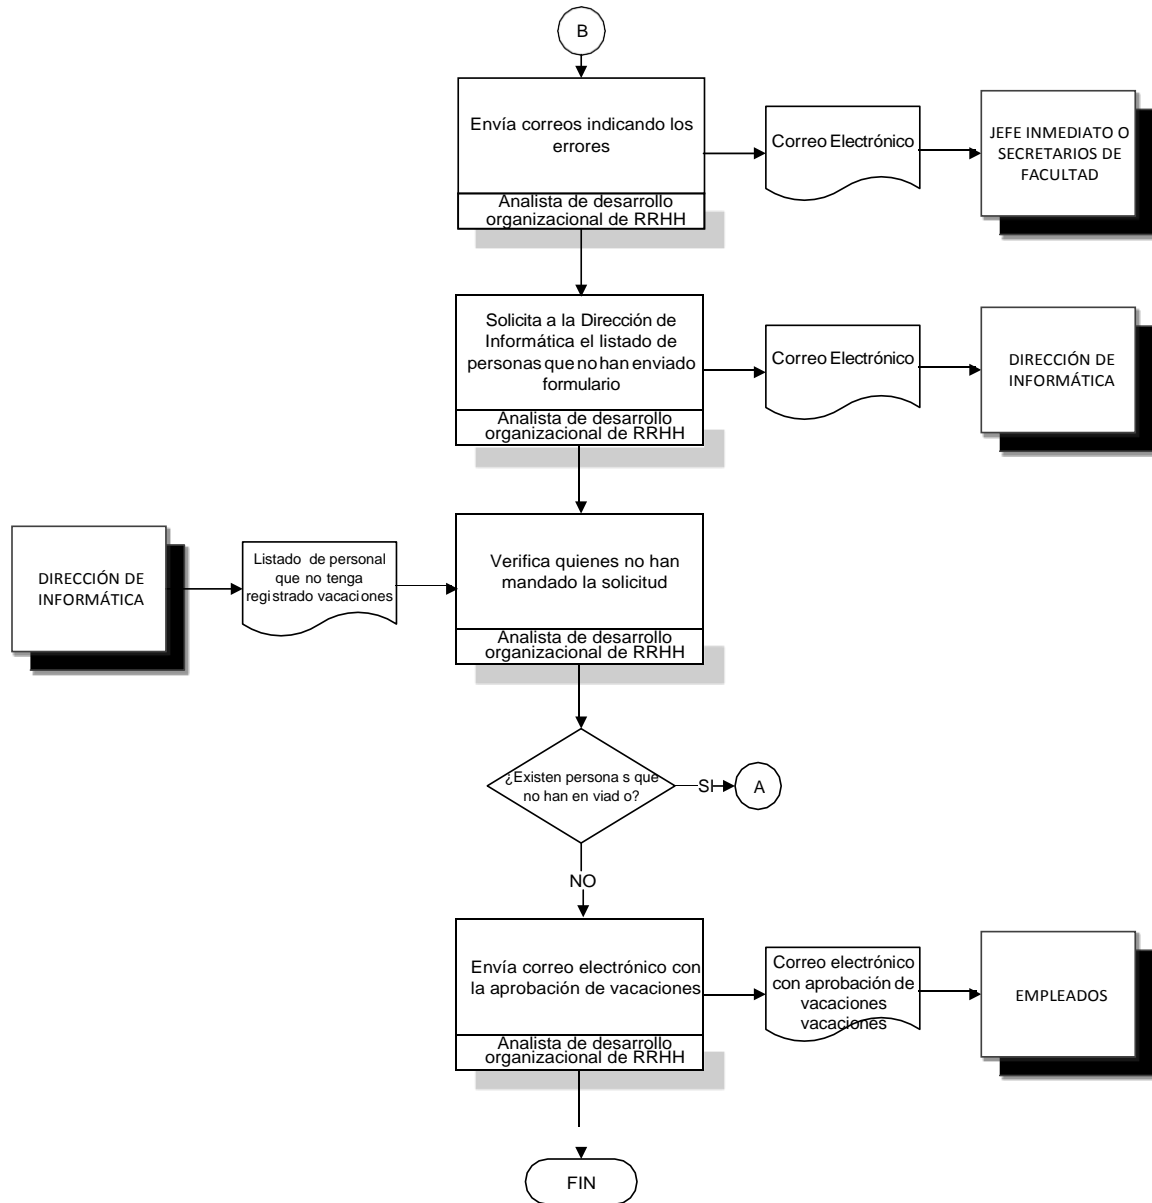 B
Envía correos indicando los
errores
Analista de desarrollo
organizacional de RRHH
Correo Electrónico
JEFE INMEDIATO O
SECRETARIOS DE
FACULTAD
Solicita a la Dirección de
Informática el listado de
personas que no han enviado
formulario
Analista de desarrollo
organizacional de RRHH
Correo Electrónico
DIRECCIÓN DE
INFORMÁTICA
DIRECCIÓN DE
INFORMÁTICA
Listado de personal
que no tenga
registrado vacaciones
Verifica quienes no han
mandado la solicitud
Analista de desarrollo
organizacional de RRHH
¿Existen persona s que
no han en viad o?
SI
A
NO
Envía correo electrónico con
la aprobación de vacaciones
Analista de desarrollo
organizacional de RRHH
Correo electrónico
con aprobación de
vacaciones
vacaciones
EMPLEADOS
FIN